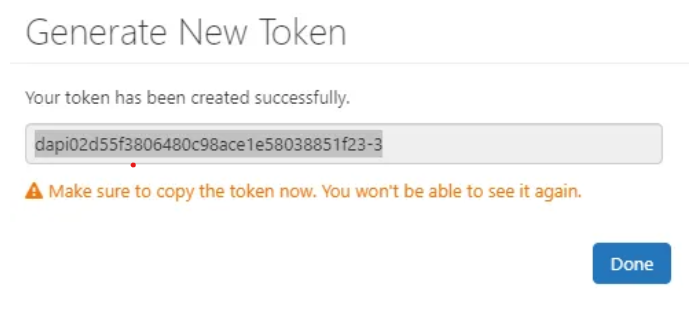 Generate New Token
Your token has been created successfully.
dapi02d55f3806480c98ace1e58038851f23-3
Make sure to copy the token now. You won't be able to see it again.
Done